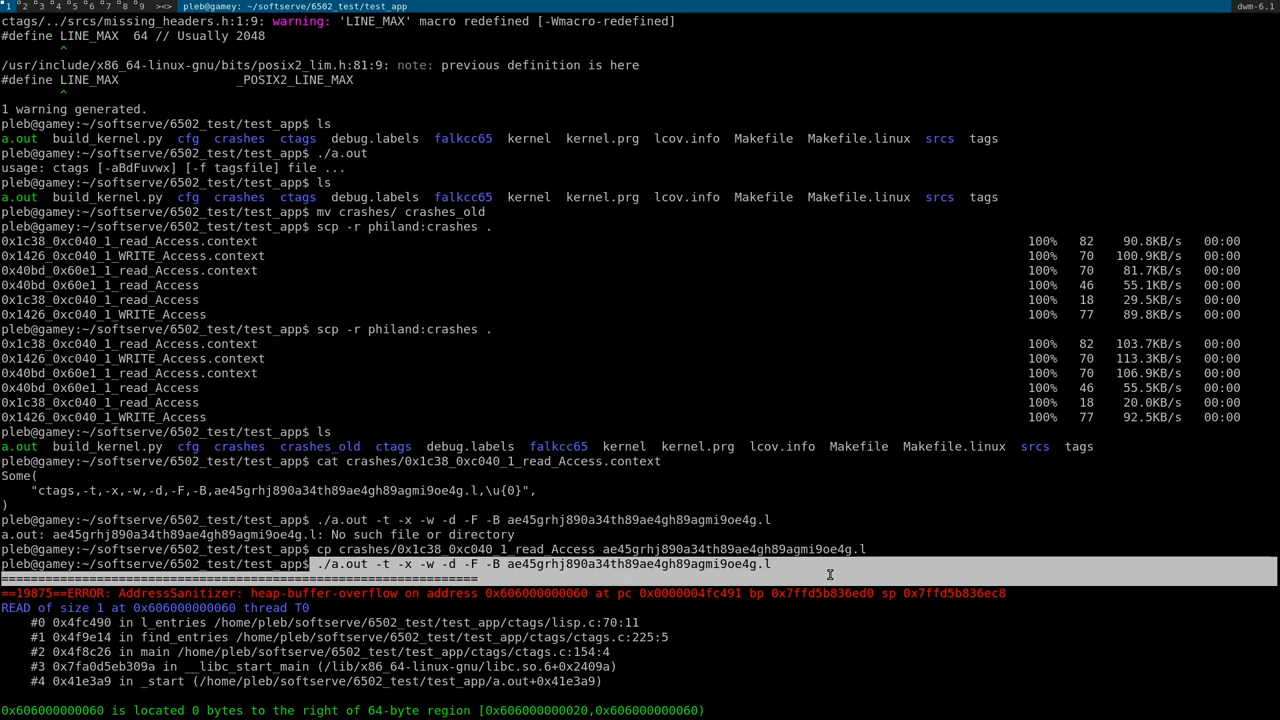 1 2 3 4 5 6 7 8 9 ><> pleb@gamey: ~/softserve/6502_test/test_app dwm-6.1
ctags/../srcs/missing_headers.h:1:9: warning: 'LINE_MAX' macro redefined [-Wmacro-redefined]
#define LINE_MAX  64 // Usually 2048
^
/usr/include/x86_64-linux-gnu/bits/posix2_lim.h:81:9: note: previous definition is here
#define LINE_MAX                _POSIX2_LINE_MAX
^
1 warning generated.
pleb@gamey:~/softserve/6502_test/test_app$ ls
a.out  build_kernel.py  cfg  crashes  ctags  debug.labels  falkcc65  kernel  kernel.prg  lcov.info  Makefile  Makefile.linux  srcs  tags
pleb@gamey:~/softserve/6502_test/test_app$ ./a.out
usage: ctags [-aBdFuvwx] [-f tagsfile] file ...
pleb@gamey:~/softserve/6502_test/test_app$ ls
a.out  build_kernel.py  cfg  crashes  ctags  debug.labels  falkcc65  kernel  kernel.prg  lcov.info  Makefile  Makefile.linux  srcs  tags
pleb@gamey:~/softserve/6502_test/test_app$ mv crashes/ crashes_old
pleb@gamey:~/softserve/6502_test/test_app$ scp -r philand:crashes .
0x1c38_0xc040_1_read_Access.context 100% 82 90.8KB/s 00:00
0x1426_0xc040_1_WRITE_Access.context 100% 70 100.9KB/s 00:00
0x40bd_0x60e1_1_read_Access.context 100% 70 81.7KB/s 00:00
0x40bd_0x60e1_1_read_Access 100% 46 55.1KB/s 00:00
0x1c38_0xc040_1_read_Access 100% 18 29.5KB/s 00:00
0x1426_0xc040_1_WRITE_Access 100% 77 89.8KB/s 00:00
pleb@gamey:~/softserve/6502_test/test_app$ scp -r philand:crashes .
0x1c38_0xc040_1_read_Access.context 100% 82 103.7KB/s 00:00
0x1426_0xc040_1_WRITE_Access.context 100% 70 113.3KB/s 00:00
0x40bd_0x60e1_1_read_Access.context 100% 70 106.9KB/s 00:00
0x40bd_0x60e1_1_read_Access 100% 46 55.5KB/s 00:00
0x1c38_0xc040_1_read_Access 100% 18 20.0KB/s 00:00
0x1426_0xc040_1_WRITE_Access 100% 77 92.5KB/s 00:00
pleb@gamey:~/softserve/6502_test/test_app$ ls
a.out  build_kernel.py  cfg  crashes  crashes_old  ctags  debug.labels  falkcc65  kernel  kernel.prg  lcov.info  Makefile  Makefile.linux  srcs  tags
pleb@gamey:~/softserve/6502_test/test_app$ cat crashes/0x1c38_0xc040_1_read_Access.context
Some(
    "ctags,-t,-x,-w,-d,-F,-B,ae45grhj890a34th89ae4gh89agmi9oe4g.l,\u{0}",
)
pleb@gamey:~/softserve/6502_test/test_app$ ./a.out -t -x -w -d -F -B ae45grhj890a34th89ae4gh89agmi9oe4g.l
a.out: ae45grhj890a34th89ae4gh89agmi9oe4g.l: No such file or directory
pleb@gamey:~/softserve/6502_test/test_app$ cp crashes/0x1c38_0xc040_1_read_Access ae45grhj890a34th89ae4gh89agmi9oe4g.l
pleb@gamey:~/softserve/6502_test/test_app$ ./a.out -t -x -w -d -F -B ae45grhj890a34th89ae4gh89agmi9oe4g.l
=================================================================
==19875==ERROR: AddressSanitizer: heap-buffer-overflow on address 0x606000000060 at pc 0x0000004fc491 bp 0x7ffd5b836ed0 sp 0x7ffd5b836ec8
READ of size 1 at 0x606000000060 thread T0
    #0 0x4fc490 in l_entries /home/pleb/softserve/6502_test/test_app/ctags/lisp.c:70:11
    #1 0x4f9e14 in find_entries /home/pleb/softserve/6502_test/test_app/ctags/ctags.c:225:5
    #2 0x4f8c26 in main /home/pleb/softserve/6502_test/test_app/ctags/ctags.c:154:4
    #3 0x7fa0d5eb309a in __libc_start_main (/lib/x86_64-linux-gnu/libc.so.6+0x2409a)
    #4 0x41e3a9 in _start (/home/pleb/softserve/6502_test/test_app/a.out+0x41e3a9)
0x606000000060 is located 0 bytes to the right of 64-byte region [0x606000000020,0x606000000060)